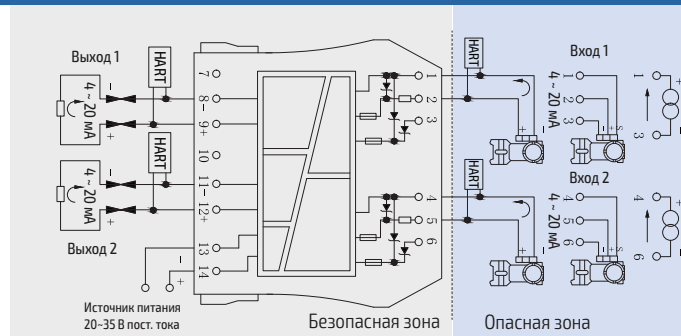 Выход 1
HART
4 ~ 20 мА
–
+
HART
7
8–
9+
10
11–
12+
13
14
Выход 2
HART
4 ~ 20 мА
–
+
HART
–
+
Источник питания
20~35 В пост. тока
Безопасная зона
1
2
3
4
5
6
HART
Вход 1
4 ~ 20 мА
1
2
3
–
+
– + S
1
3
+
–
HART
Вход 2
4 ~ 20 мА
4
5
6
–
+
– + S
4
6
+
–
Опасная зона